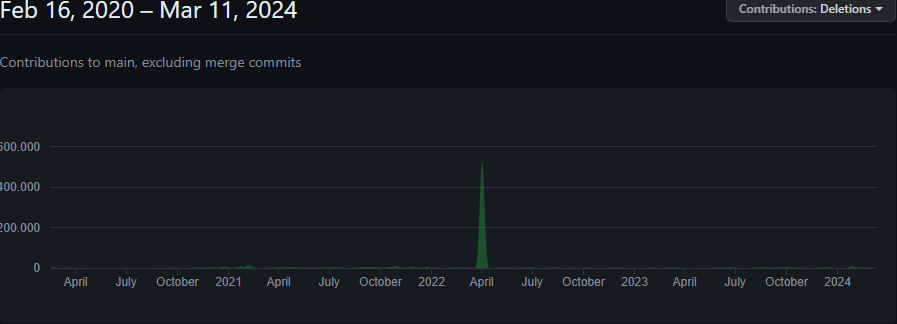 Feb 16, 2020 – Mar 11, 2024
Contributions: Deletions
Contributions to main, excluding merge commits
600.000
400.000
200.000
0
April July October 2021 April July October 2022 April July October 2023 April July October 2024